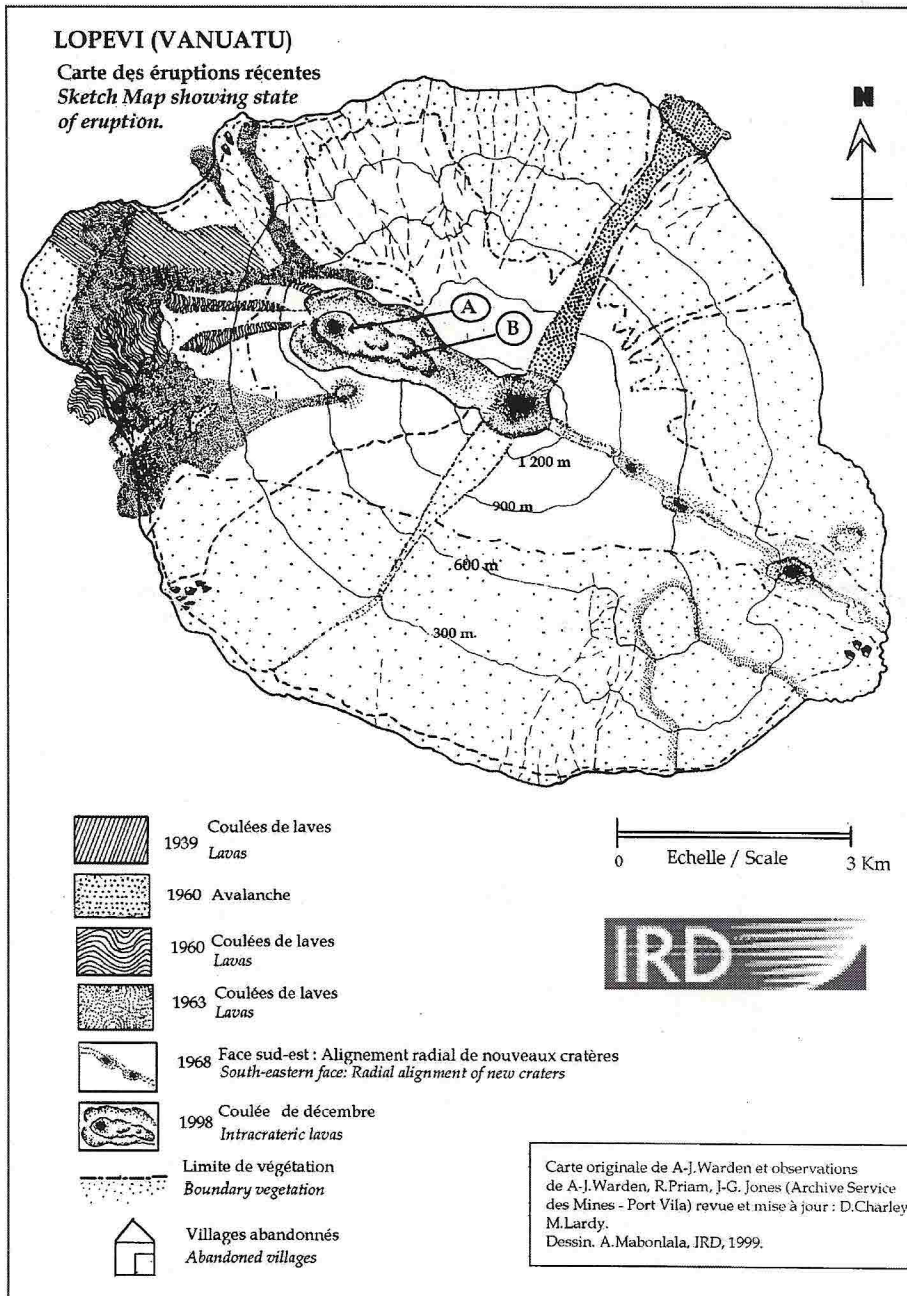 LOPEVI (VANUATU)
Carte des éruptions récentes
Sketch Map showing state
of eruption.
N
A
B
1 200 m
900 m
600 m
300 m.
1939 Coulées de laves
Lavas
1960 Avalanche
1960 Coulées de laves
Lavas
1963 Coulées de laves
Lavas
1968 Face sud-est : Alignement radial de nouveaux cratères
South-eastern face: Radial alignment of new craters
1998 Coulée de décembre
Intracrateric lavas
Limite de végétation
Boundary vegetation
Villages abandonnés
Abandoned villages
0 Echelle / Scale 3 Km
IRD
Carte originale de A-J.Warden et observations
de A-J.Warden, R.Priam, J-G. Jones (Archive Service
des Mines - Port Vila) revue et mise à jour : D.Charley
M.Lardy.
Dessin. A.Mabonlala, IRD, 1999.